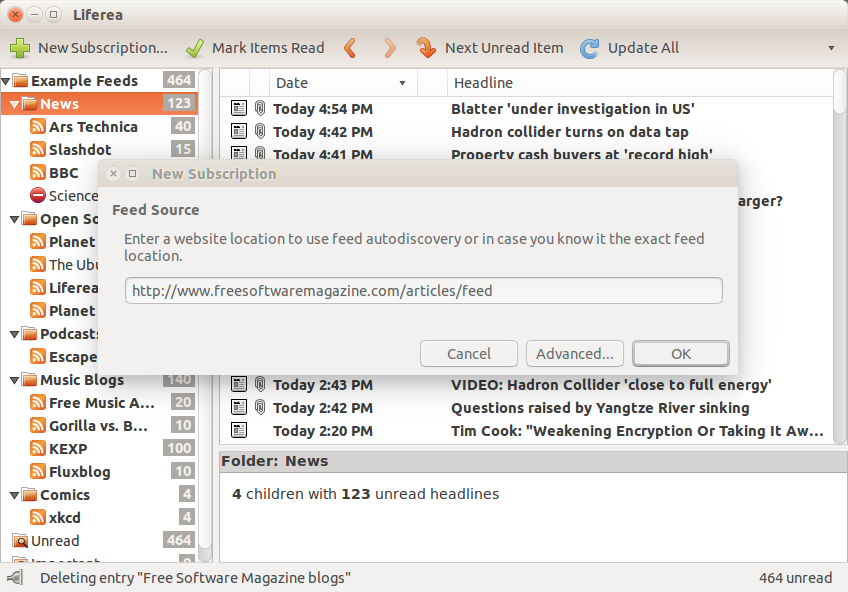 Liferea
New Subscription... Mark Items Read Next Unread Item Update All
Example Feeds 464
News 123
Ars Technica 40
Slashdot 15
BBC
Science
Open So
Planet
The Ubu
Liferea
Planet
Podcasts
Escape
Music Blogs 140
Free Music A... 20
Gorilla vs. B... 10
KEXP 100
Fluxblog 10
Comics 4
xkcd 4
Unread 464
Important
Date Headline
Today 4:54 PM Blatter 'under investigation in US'
Today 4:42 PM Hadron collider turns on data tap
Today 4:41 PM Property cash buyers at 'record high'
arger?
New Subscription
Feed Source
Enter a website location to use feed autodiscovery or in case you know it the exact feed
location.
http://www.freesoftwaremagazine.com/articles/feed
Cancel Advanced... OK
Today 2:43 PM VIDEO: Hadron Collider 'close to full energy'
Today 2:42 PM Questions raised by Yangtze River sinking
Today 2:20 PM Tim Cook: "Weakening Encryption Or Taking It Aw...
Folder: News
4 children with 123 unread headlines
Deleting entry "Free Software Magazine blogs" 464 unread